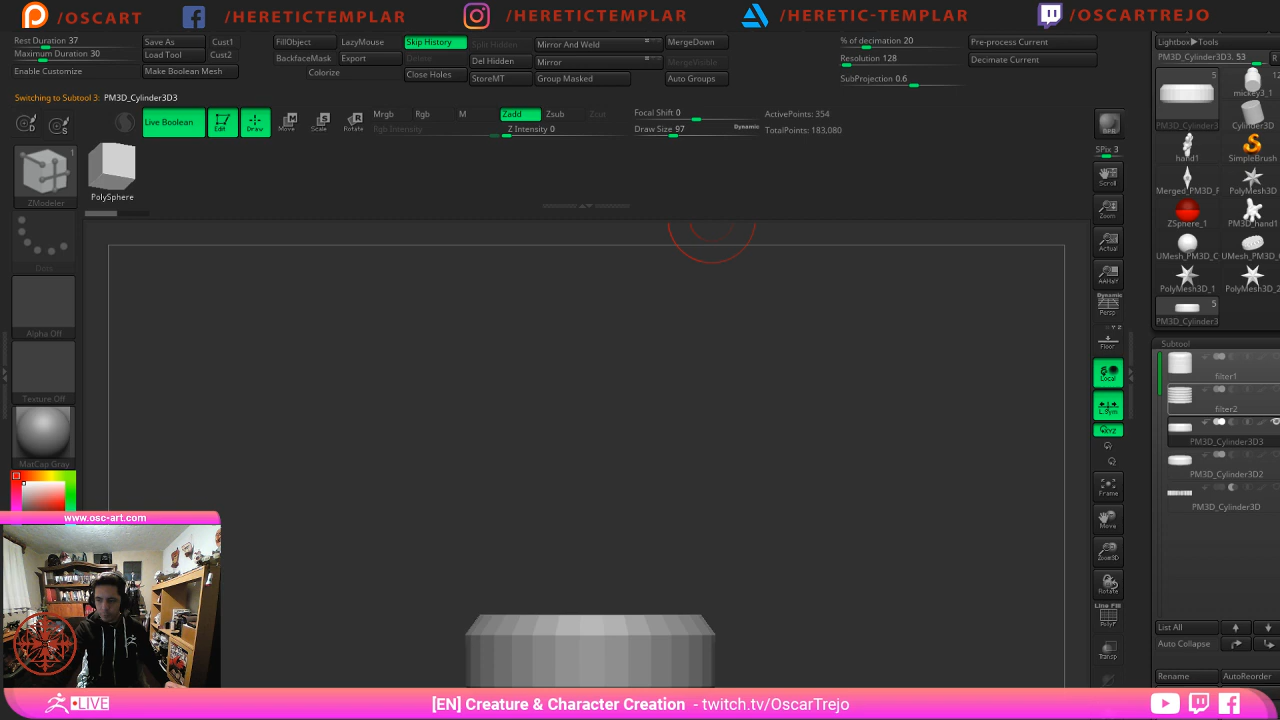 /OSCART
/HERETICTEMPLAR
/HERETICTEMPLAR
/HERETIC-TEMPLAR
/OSCARTREJO
Rest Duration 37
Maximum Duration 30
Enable Customize
Save As
Cust1
Load Tool
Cust2
Make Boolean Mesh
FillObject
LazyMouse
Skip History
Split Hidden
Mirror And Weld
MergeDown
BackfaceMask
Export
Delete
Del Hidden
Mirror
MergeVisible
Colorize
Close Holes
StoreMT
Group Masked
Auto Groups
% of decimation 20
Resolution 128
SubProjection 0.6
Pre-process Current
Decimate Current
Switching to Subtool 3: PM3D_Cylinder3D3
Live Boolean
Edit
Draw
Move
Scale
Rotate
Mrgb
Rgb
M
Rgb Intensity
Zadd
Zsub
Zcut
Z Intensity 0
Focal Shift 0
Draw Size 97
Dynamic
ActivePoints: 354
TotalPoints: 183,080
ZModeler
1
PolySphere
Dots
Alpha Off
Texture Off
MatCap Gray
BPR
SPix 3
Scroll
Zoom
Actual
AAHalf
Dynamic
Persp
Floor
Local
L.Sym
XYZ
Frame
Move
Zoom3D
Rotate
Line Fill
PolyF
Transp
Lightbox▶Tools
PM3D_Cylinder3D3. 53
R
5
12
PM3D_Cylinder3
mickey3_1
Cylinder3D
hand1
SimpleBrush
Merged_PM3D_F
PolyMesh3D
ZSphere_1
PM3D_hand1
UMesh_PM3D_C
UMesh_PM3D_C
PolyMesh3D_1
PolyMesh3D_2
5
PM3D_Cylinder3
Subtool
filter1
filter2
PM3D_Cylinder3D3
PM3D_Cylinder3D2
PM3D_Cylinder3D
List All
Auto Collapse
Rename
AutoReorder
www.osc-art.com
LIVE
[EN] Creature & Character Creation - twitch.tv/OscarTrejo